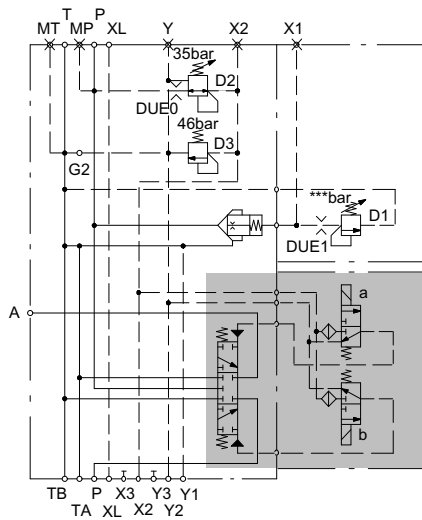 T P
MT MP XL Y X2 X1
35bar
D2
DUE0
46bar
D3
G2
***bar
D1
DUE1
a
A
b
TB P X3 Y3 Y1
TA XL X2 Y2